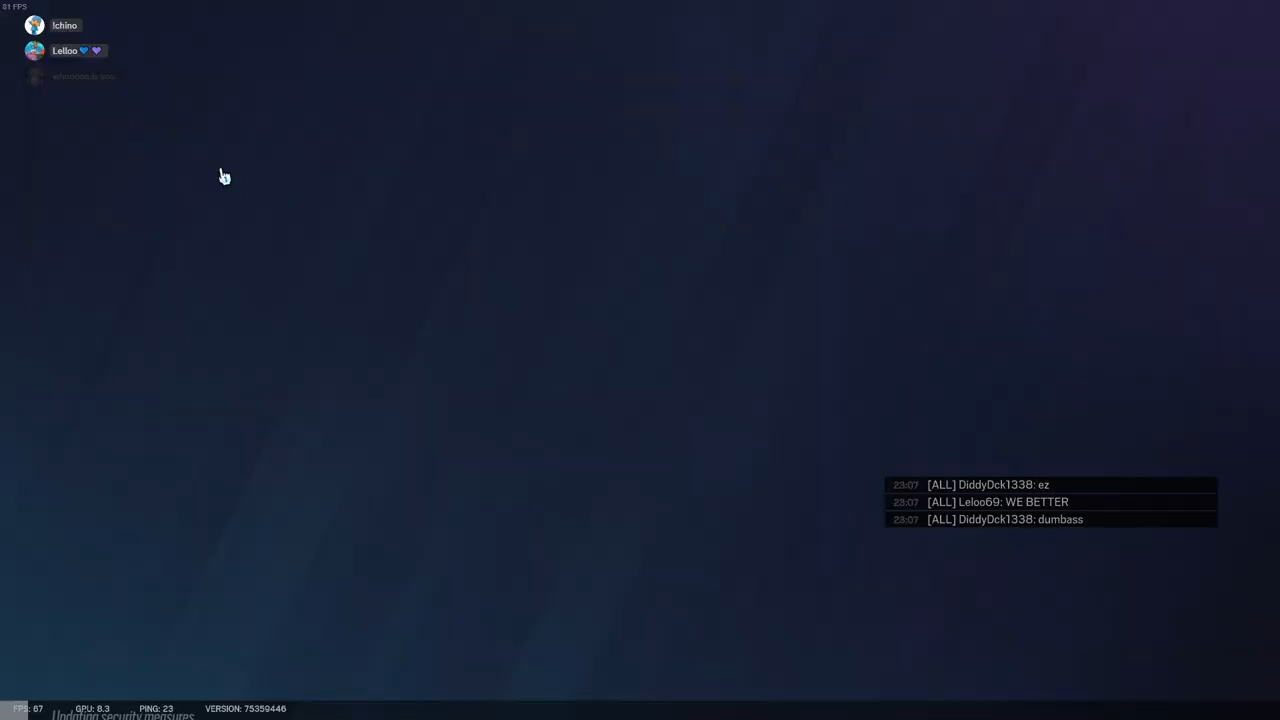 81 FPS
!chino
Lelloo💙💜
23:07 [ALL] DiddyDck1338: ez
23:07 [ALL] Leloo69: WE BETTER
23:07 [ALL] DiddyDck1338: dumbass
FPS: 67 GPU: 8.3 PING: 23 VERSION: 75359446
Updating security measures